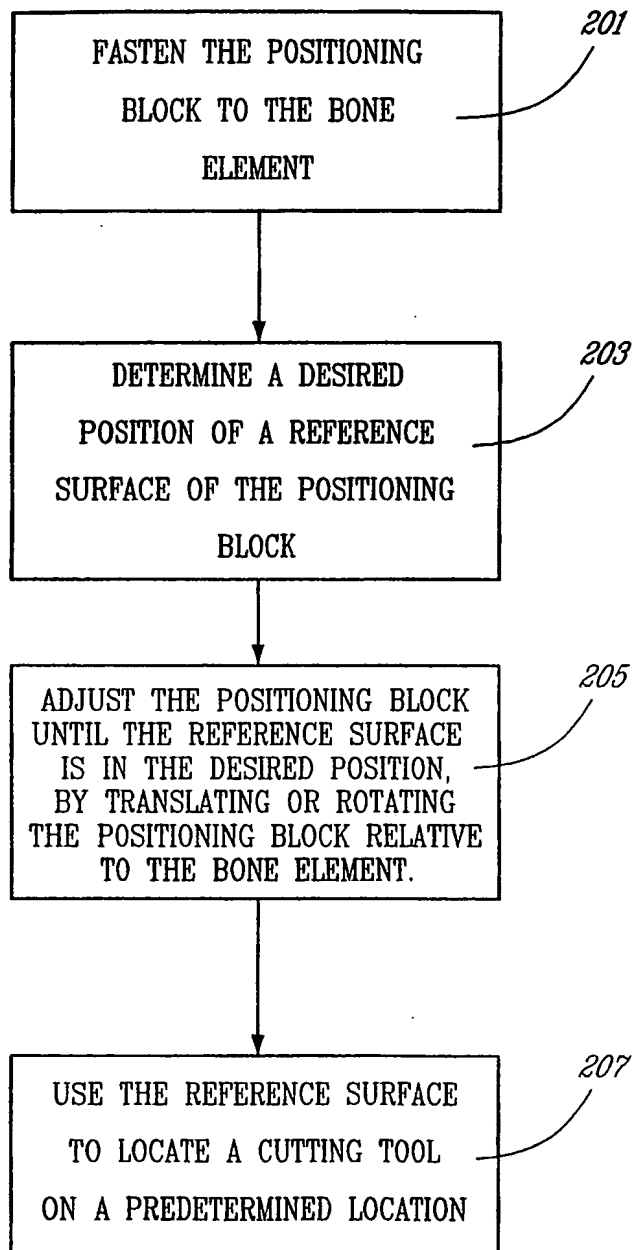 201
FASTEN THE POSITIONING
BLOCK TO THE BONE
ELEMENT
203
DETERMINE A DESIRED
POSITION OF A REFERENCE
SURFACE OF THE POSITIONING
BLOCK
205
ADJUST THE POSITIONING BLOCK
UNTIL THE REFERENCE SURFACE
IS IN THE DESIRED POSITION,
BY TRANSLATING OR ROTATING
THE POSITIONING BLOCK RELATIVE
TO THE BONE ELEMENT.
207
USE THE REFERENCE SURFACE
TO LOCATE A CUTTING TOOL
ON A PREDETERMINED LOCATION